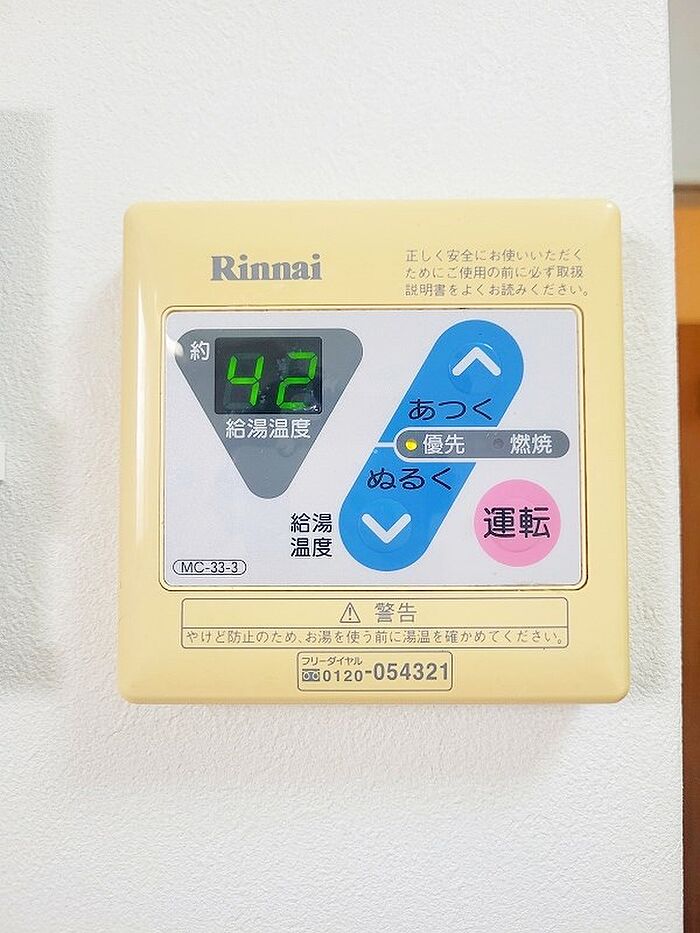 Rinnai
正しく安全にお使いいただく
ためにご使用の前に必ず取扱
説明書をよくお読みください。
約
42
給湯温度
あつく
優先 燃焼
ぬるく
給湯
温度
運転
MC-33-3
警告
やけど防止のため、お湯を使う前に湯温を確かめてください。
フリーダイヤル
0120-054321